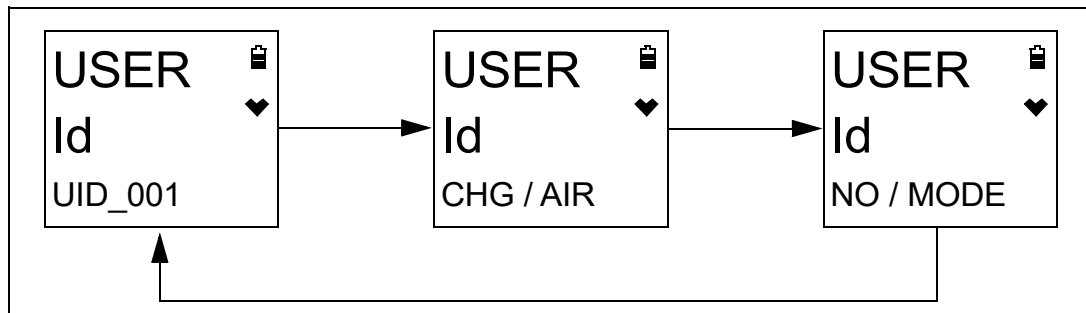 USER
Id
UID_001
USER
Id
CHG / AIR
USER
Id
NO / MODE